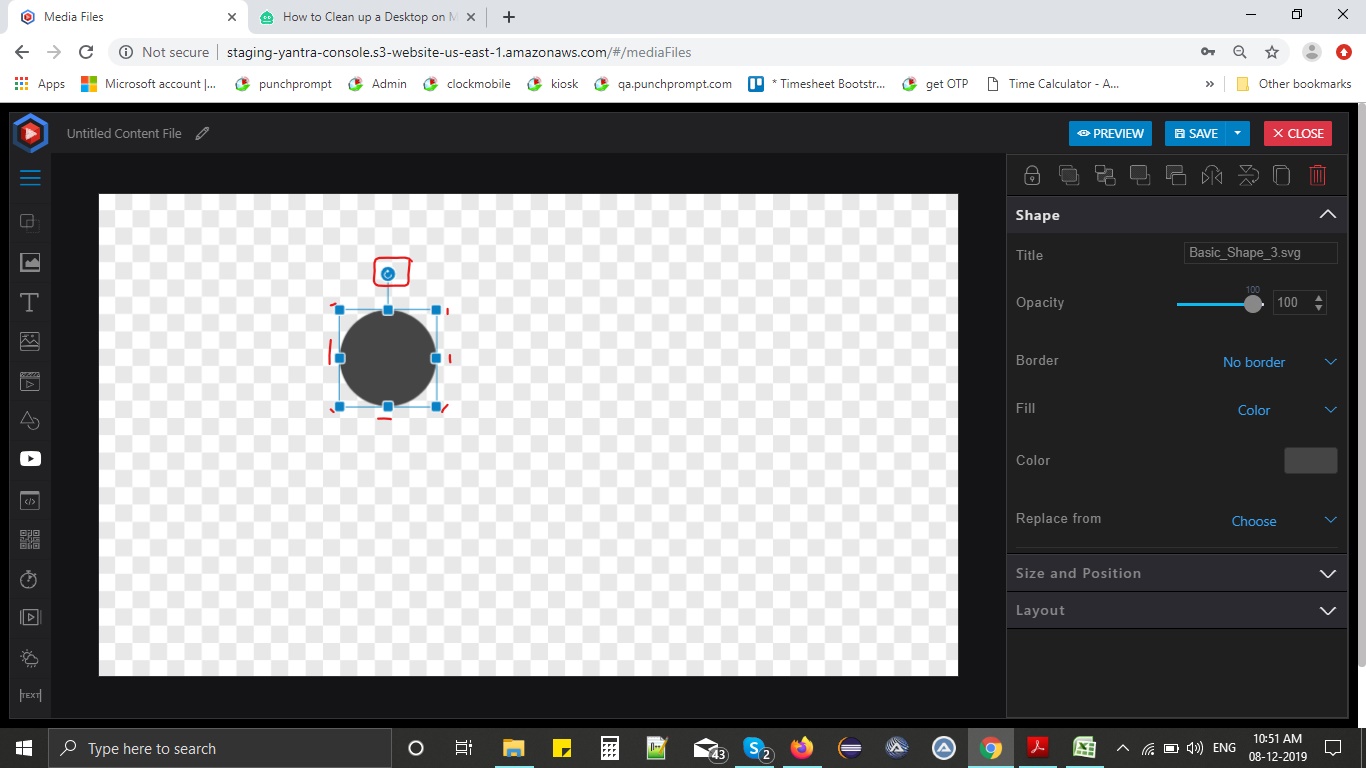 Media Files
How to Clean up a Desktop on M
Not secure
staging-yantra-console.s3-website-us-east-1.amazonaws.com/#/mediaFiles
Apps
Microsoft account |...
punchprompt
Admin
clockmobile
kiosk
qa.punchprompt.com
* Timesheet Bootstr...
get OTP
Time Calculator - A...
»
Other bookmarks
Untitled Content File
PREVIEW
SAVE
CLOSE
Shape
Title
Basic_Shape_3.svg
100
Opacity
100
Border
No border
Fill
Color
Color
Replace from
Choose
Size and Position
Layout
TEXT
Type here to search
43
2
ENG
10:51 AM
08-12-2019